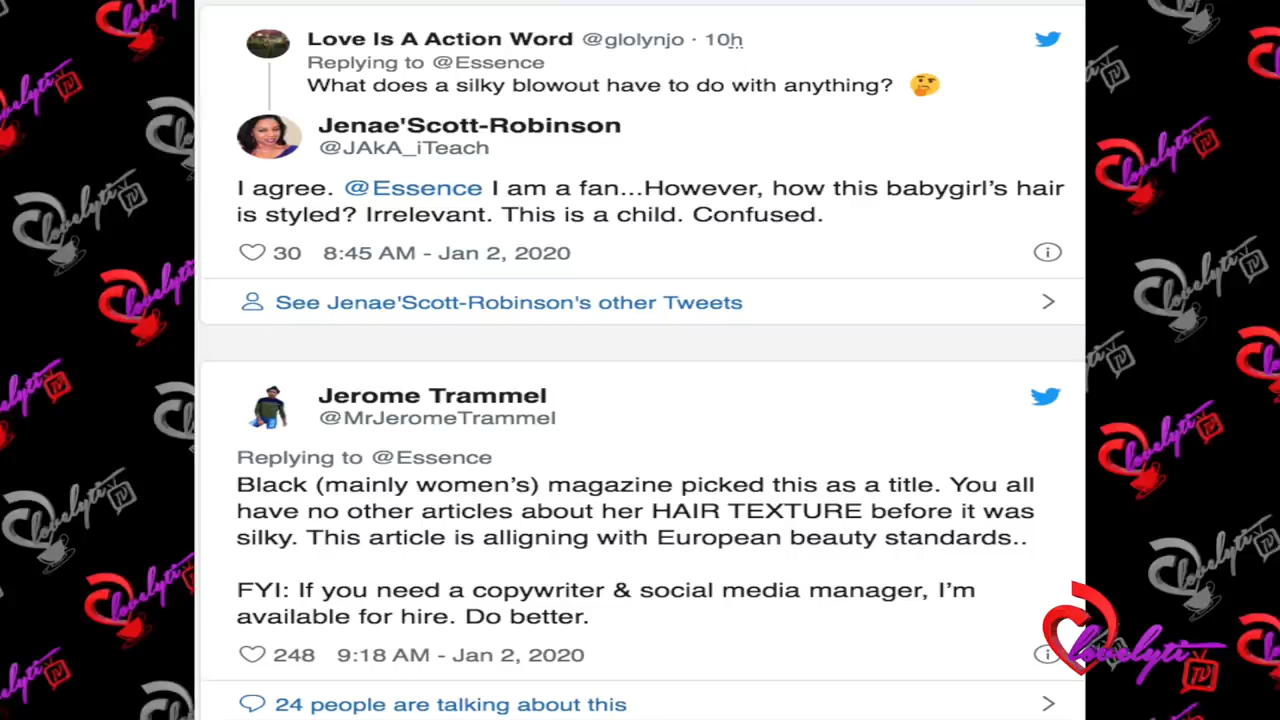 Love Is A Action Word @glolynjo · 10h
Replying to @Essence
What does a silky blowout have to do with anything? 🤔
Jenae'Scott-Robinson
@JAkA_iTeach
I agree. @Essence I am a fan...However, how this babygirl’s hair
is styled? Irrelevant. This is a child. Confused.
30 8:45 AM - Jan 2, 2020
See Jenae'Scott-Robinson's other Tweets
Jerome Trammel
@MrJeromeTrammel
Replying to @Essence
Black (mainly women’s) magazine picked this as a title. You all
have no other articles about her HAIR TEXTURE before it was
silky. This article is alligning with European beauty standards..
FYI: If you need a copywriter & social media manager, I’m
available for hire. Do better.
248 9:18 AM - Jan 2, 2020
24 people are talking about this
lovelyti TV